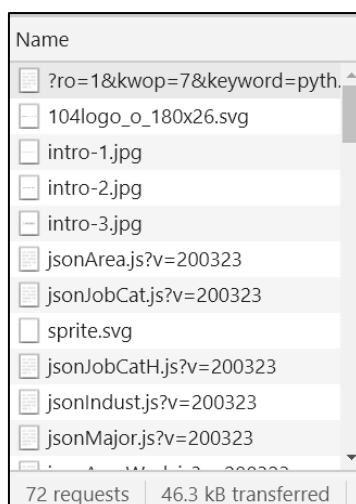 Name
?ro=1&kwop=7&keyword=pyth.
104logo_o_180x26.svg
intro-1.jpg
intro-2.jpg
intro-3.jpg
jsonArea.js?v=200323
jsonJobCat.js?v=200323
sprite.svg
jsonJobCatH.js?v=200323
jsonIndust.js?v=200323
jsonMajor.js?v=200323
72 requests 46.3 kB transferred